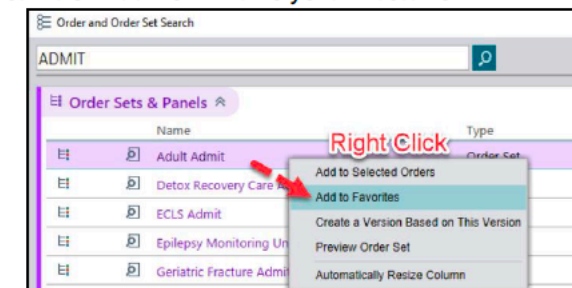 Order and Order Set Search
ADMIT
Order Sets & Panels
Name Type
Right Click
Adult Admit Order Set
Add to Selected Orders
Detox Recovery Care
Add to Favorites
ECLS Admit
Create a Version Based on This Version
Epilepsy Monitoring Un
Preview Order Set
Geriatric Fracture Admit
Automatically Resize Column